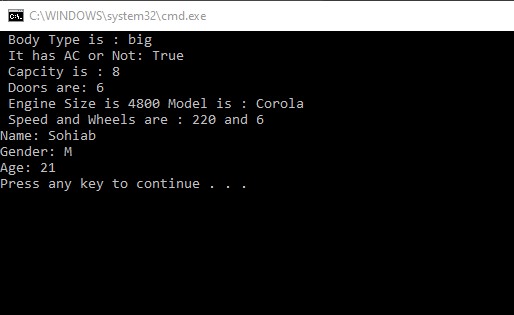 C:\WINDOWS\system32\cmd.exe
Body Type is : big
It has AC or Not: True
Capcity is : 8
Doors are: 6
Engine Size is 4800 Model is : Corola
Speed and Wheels are : 220 and 6
Name: Sohiab
Gender: M
Age: 21
Press any key to continue . . .